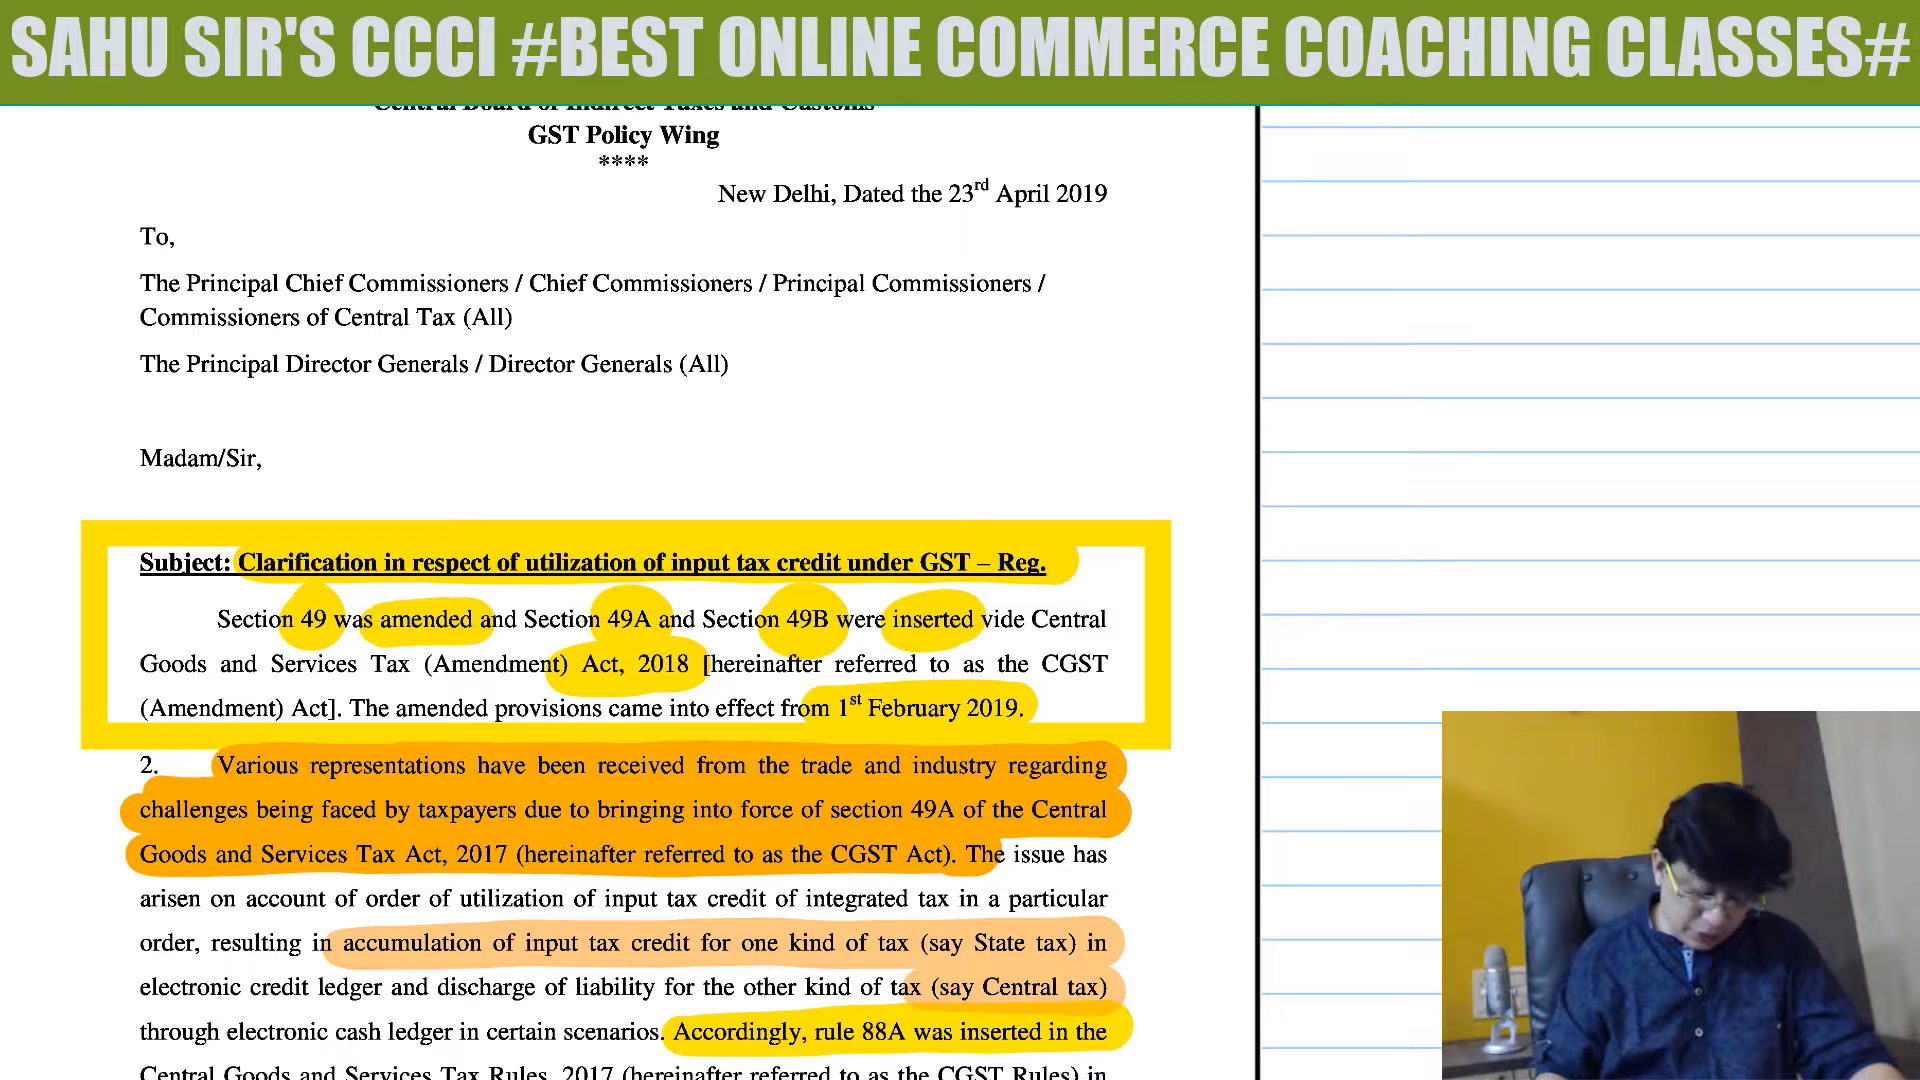 SAHU SIR'S CCCI #BEST ONLINE COMMERCE COACHING CLASSES#
Central Board of Indirect Taxes and Customs
GST Policy Wing
****
New Delhi, Dated the 23rd April 2019
To,
The Principal Chief Commissioners / Chief Commissioners / Principal Commissioners /
Commissioners of Central Tax (All)
The Principal Director Generals / Director Generals (All)
Madam/Sir,
Subject: Clarification in respect of utilization of input tax credit under GST – Reg.
Section 49 was amended and Section 49A and Section 49B were inserted vide Central
Goods and Services Tax (Amendment) Act, 2018 [hereinafter referred to as the CGST
(Amendment) Act]. The amended provisions came into effect from 1st February 2019.
2. Various representations have been received from the trade and industry regarding
challenges being faced by taxpayers due to bringing into force of section 49A of the Central
Goods and Services Tax Act, 2017 (hereinafter referred to as the CGST Act). The issue has
arisen on account of order of utilization of input tax credit of integrated tax in a particular
order, resulting in accumulation of input tax credit for one kind of tax (say State tax) in
electronic credit ledger and discharge of liability for the other kind of tax (say Central tax)
through electronic cash ledger in certain scenarios. Accordingly, rule 88A was inserted in the
Central Goods and Services Tax Rules, 2017 (hereinafter referred to as the CGST Rules) in